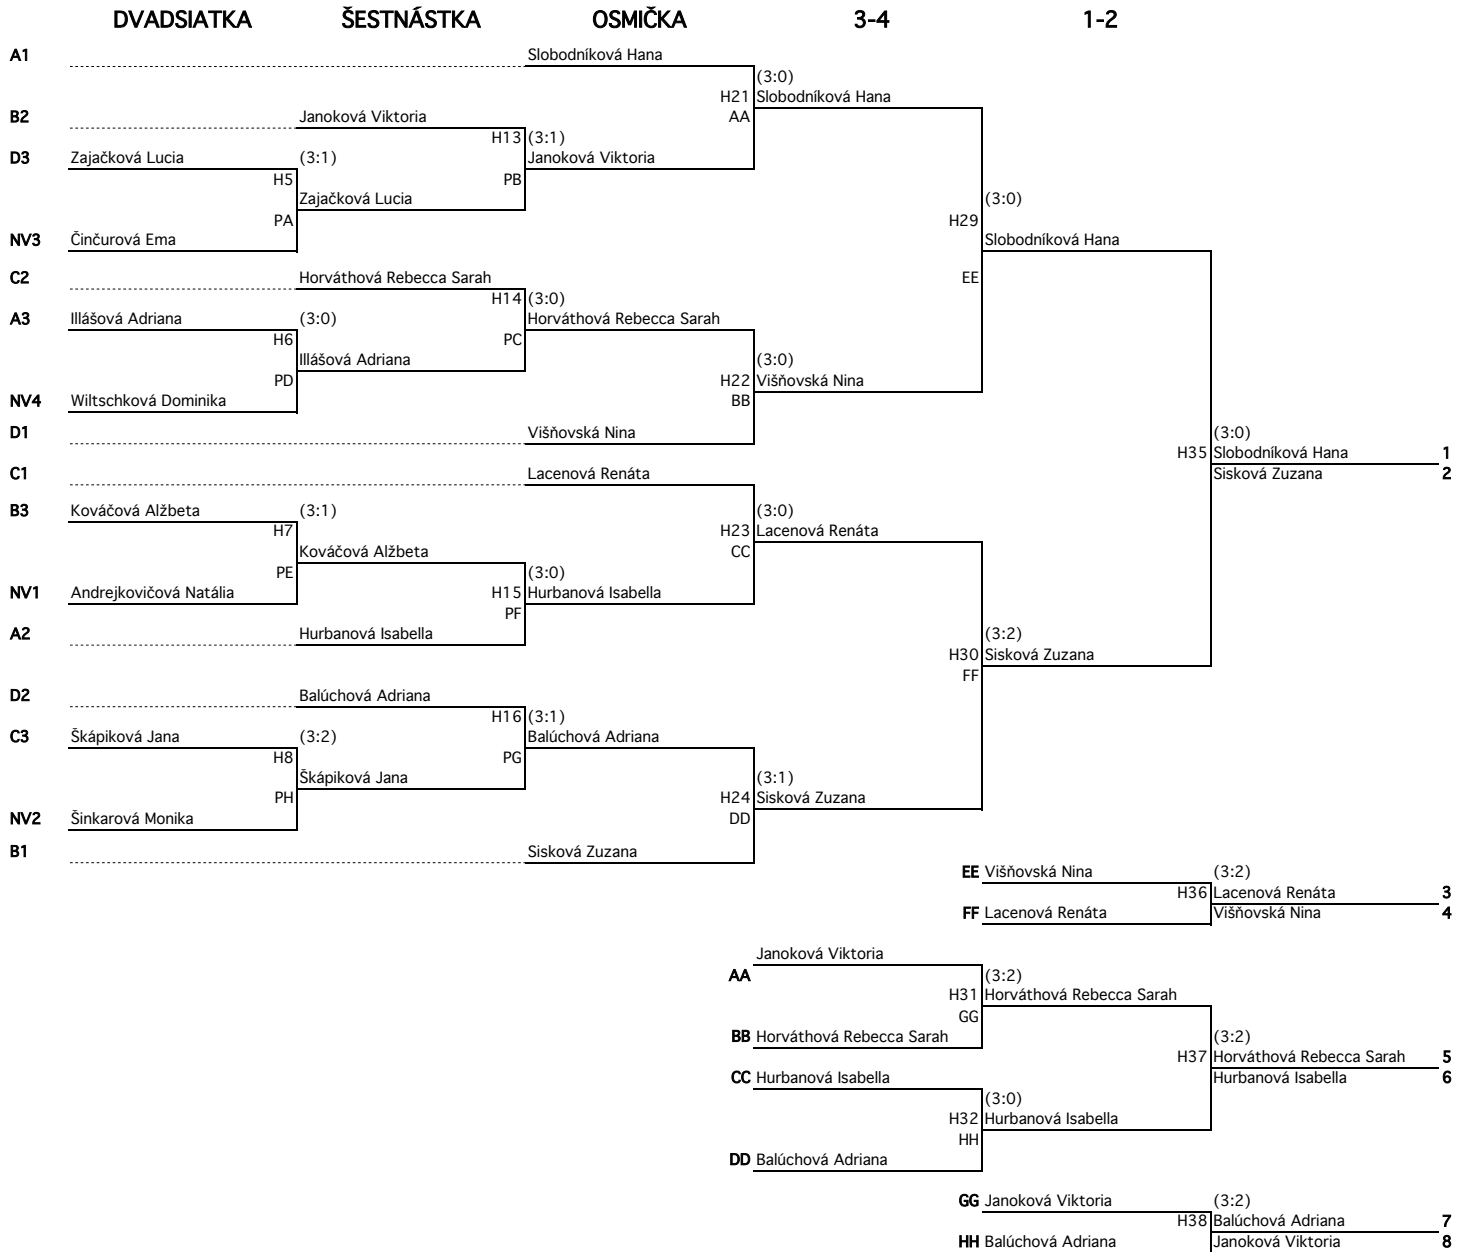 DVADSIATKA ŠESTNÁSTKA OSMIČKA 3-4 1-2
A1 Slobodníková Hana
(3:0)
H21 Slobodníková Hana
B2 Janoková Viktoria AA
H13 (3:1)
D3 Zajačková Lucia (3:1) Janoková Viktoria
H5 PB
Zajačková Lucia (3:0)
PA H29
NV3 Činčurová Ema Slobodníková Hana
C2 Horváthová Rebecca Sarah EE
H14 (3:0)
A3 Illášová Adriana (3:0) Horváthová Rebecca Sarah
H6 PC
Illášová Adriana (3:0)
PD H22 Višňovská Nina
NV4 Wiltschková Dominika BB
D1 Višňovská Nina (3:0)
H35 Slobodníková Hana 1
C1 Lacenová Renáta Sisková Zuzana 2
B3 Kováčová Alžbeta (3:1) (3:0)
H7 H23 Lacenová Renáta
Kováčová Alžbeta CC
PE (3:0)
NV1 Andrejkovičová Natália H15 Hurbanová Isabella
PF
A2 Hurbanová Isabella (3:2)
H30 Sisková Zuzana
FF
D2 Balúchová Adriana
H16 (3:1)
C3 Škápiková Jana (3:2) Balúchová Adriana
H8 PG
Škápiková Jana (3:1)
PH H24 Sisková Zuzana
NV2 Šinkarová Monika DD
B1 Sisková Zuzana
EE Višňovská Nina (3:2)
H36 Lacenová Renáta 3
FF Lacenová Renáta Višňovská Nina 4
Janoková Viktoria
AA (3:2)
H31 Horváthová Rebecca Sarah
GG
BB Horváthová Rebecca Sarah (3:2)
H37 Horváthová Rebecca Sarah 5
CC Hurbanová Isabella Hurbanová Isabella 6
(3:0)
H32 Hurbanová Isabella
HH
DD Balúchová Adriana
GG Janoková Viktoria (3:2)
H38 Balúchová Adriana 7
HH Balúchová Adriana Janoková Viktoria 8